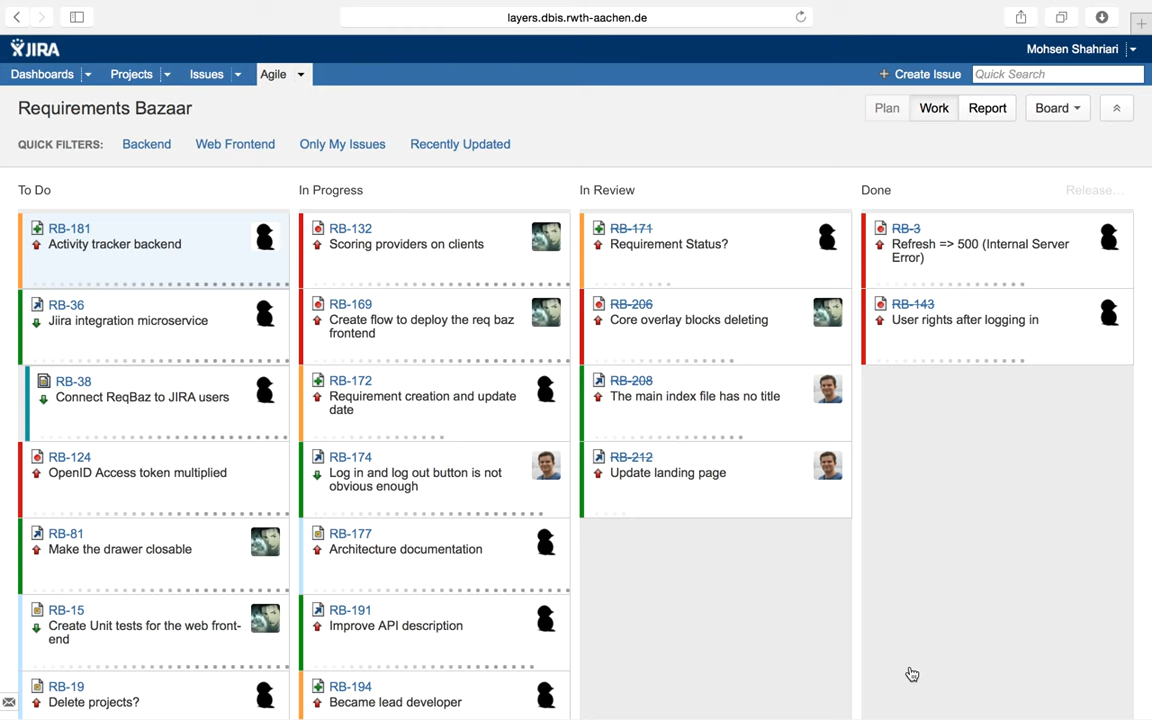 layers.dbis.rwth-aachen.de
JIRA
Mohsen Shahriari
Dashboards Projects Issues Agile + Create Issue Quick Search
Requirements Bazaar
Plan Work Report Board
QUICK FILTERS: Backend Web Frontend Only My Issues Recently Updated
To Do
RB-181
Activity tracker backend
RB-36
Jiira integration microservice
RB-38
Connect ReqBaz to JIRA users
RB-124
OpenID Access token multiplied
RB-81
Make the drawer closable
RB-15
Create Unit tests for the web front-
end
RB-19
Delete projects?
In Progress
RB-132
Scoring providers on clients
RB-169
Create flow to deploy the req baz
frontend
RB-172
Requirement creation and update
date
RB-174
Log in and log out button is not
obvious enough
RB-177
Architecture documentation
RB-191
Improve API description
RB-194
Became lead developer
In Review
RB-171
Requirement Status?
RB-206
Core overlay blocks deleting
RB-208
The main index file has no title
RB-212
Update landing page
Done Release...
RB-3
Refresh => 500 (Internal Server
Error)
RB-143
User rights after logging in